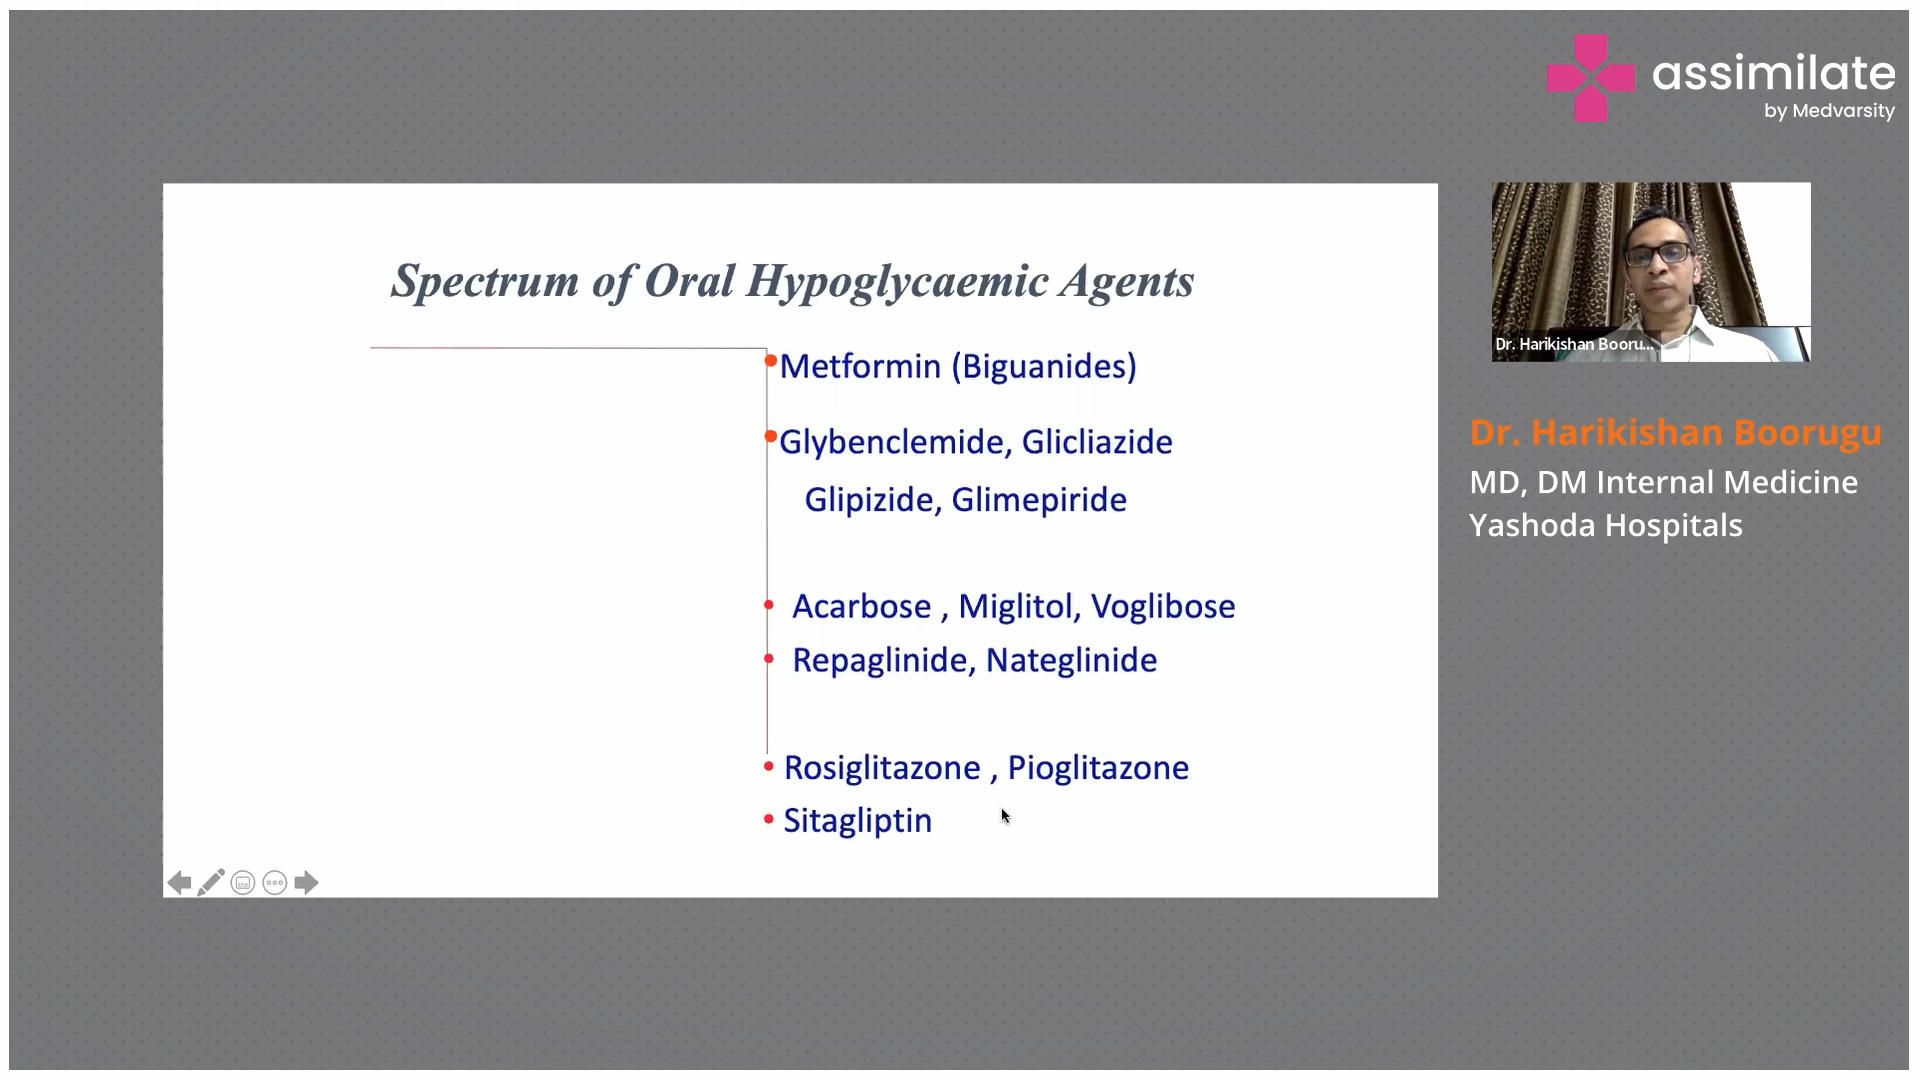 assimilate
by Medvarsity
Spectrum of Oral Hypoglycaemic Agents
Metformin (Biguanides)
Glybenclemide, Glicliazide
Glipizide, Glimepiride
Acarbose , Miglitol, Voglibose
Repaglinide, Nateglinide
Rosiglitazone , Pioglitazone
Sitagliptin
Dr. Harikishan Booru...
Dr. Harikishan Boorugu
MD, DM Internal Medicine
Yashoda Hospitals